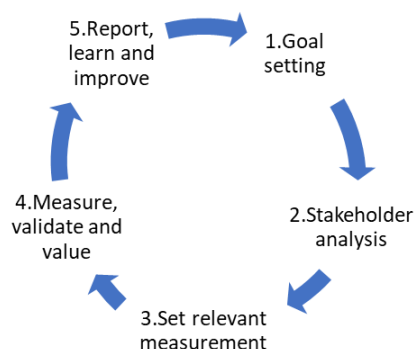 1.Goal
setting
2.Stakeholder
analysis
3.Set relevant
measurement
4.Measure,
validate and
value
5.Report,
learn and
improve